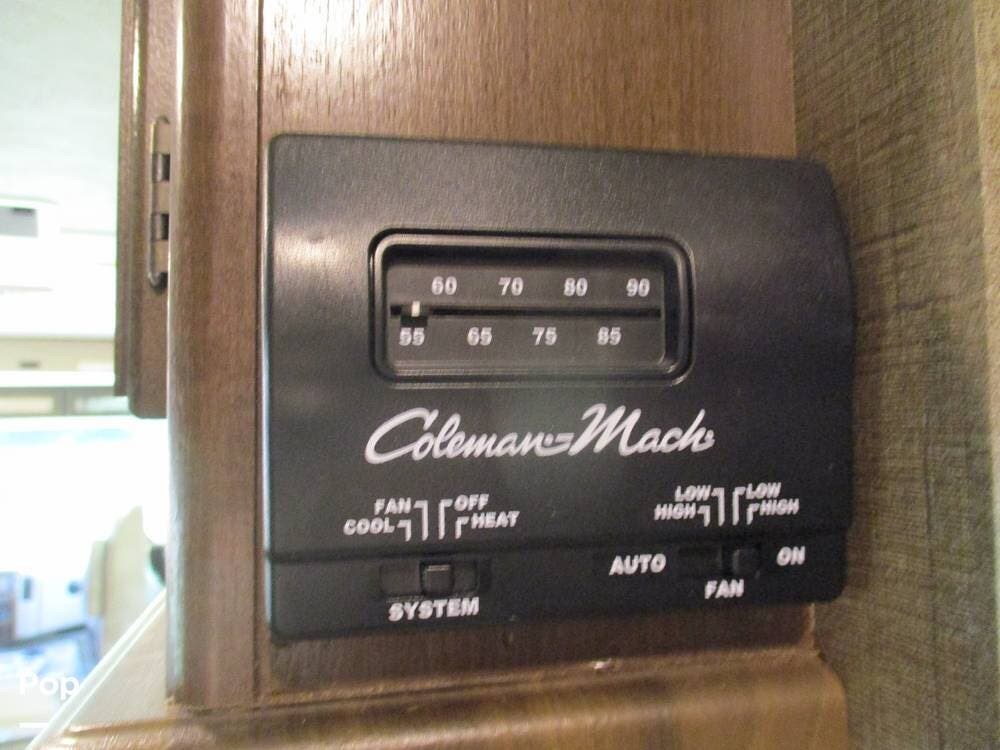 60 70 80 90
55 65 75 85
Coleman-Mach
FAN OFF
COOL HEAT
LOW LOW
HIGH HIGH
AUTO ON
FAN
SYSTEM
Pop